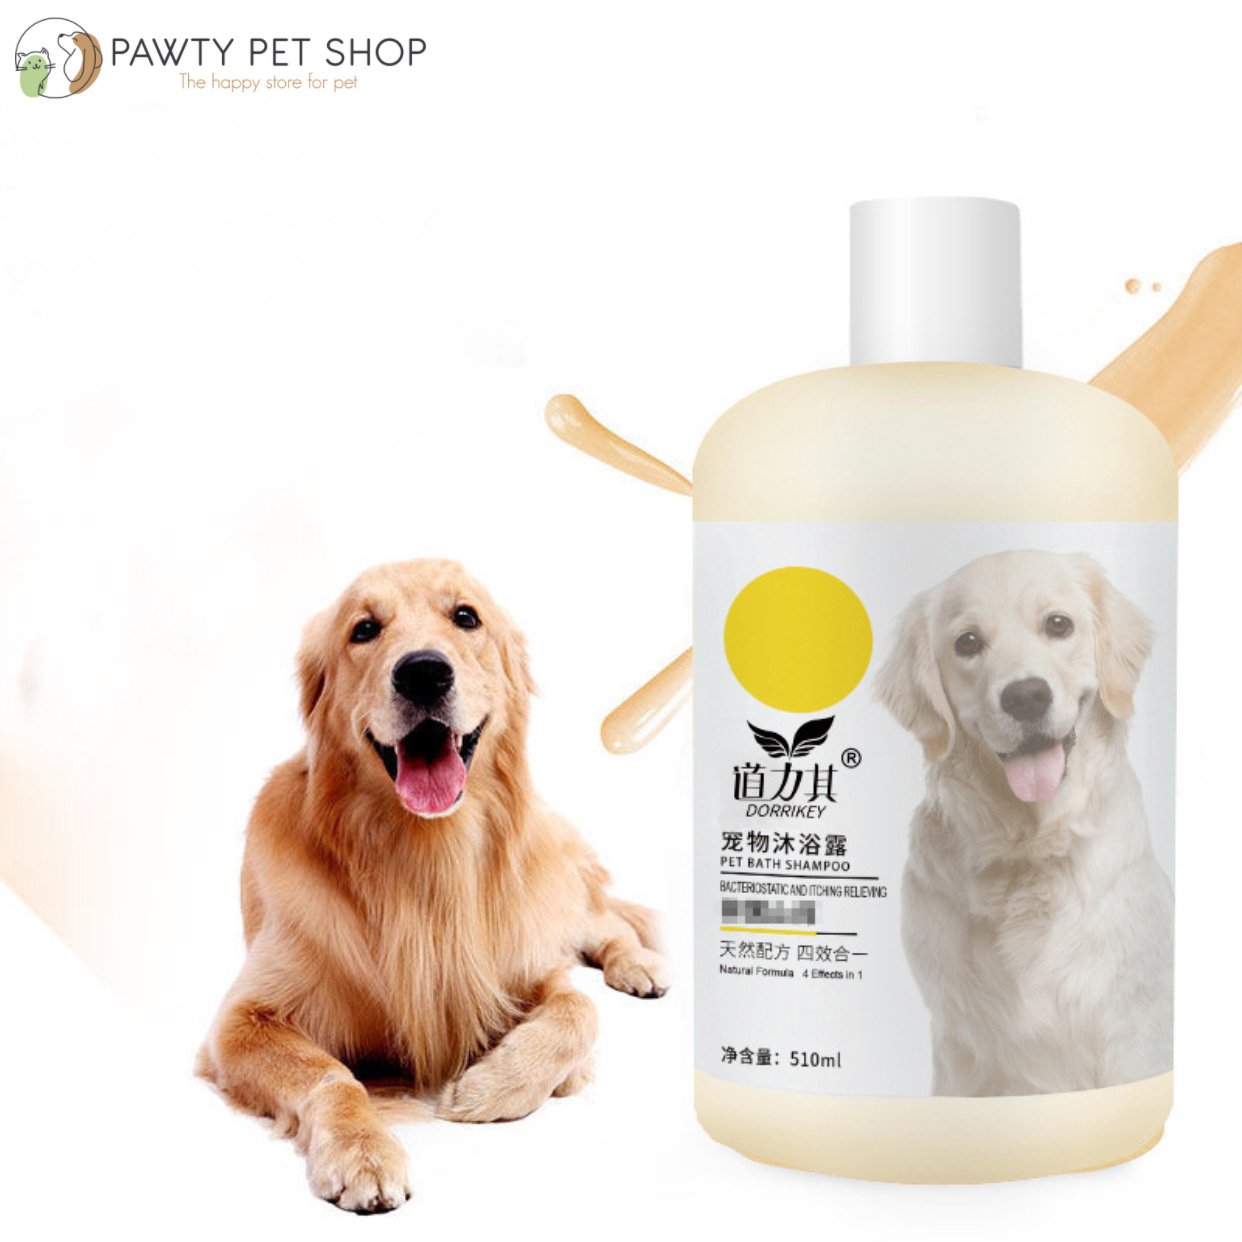 PAWTY PET SHOP
The happy store for pet
道力其®
DORRIKEY
宠物沐浴露
PET BATH SHAMPOO
BACTERIOSTATIC AND ITCHING RELIEVING
天然配方 四效合一
Natural Formula 4 Effects in 1
净含量：510ml